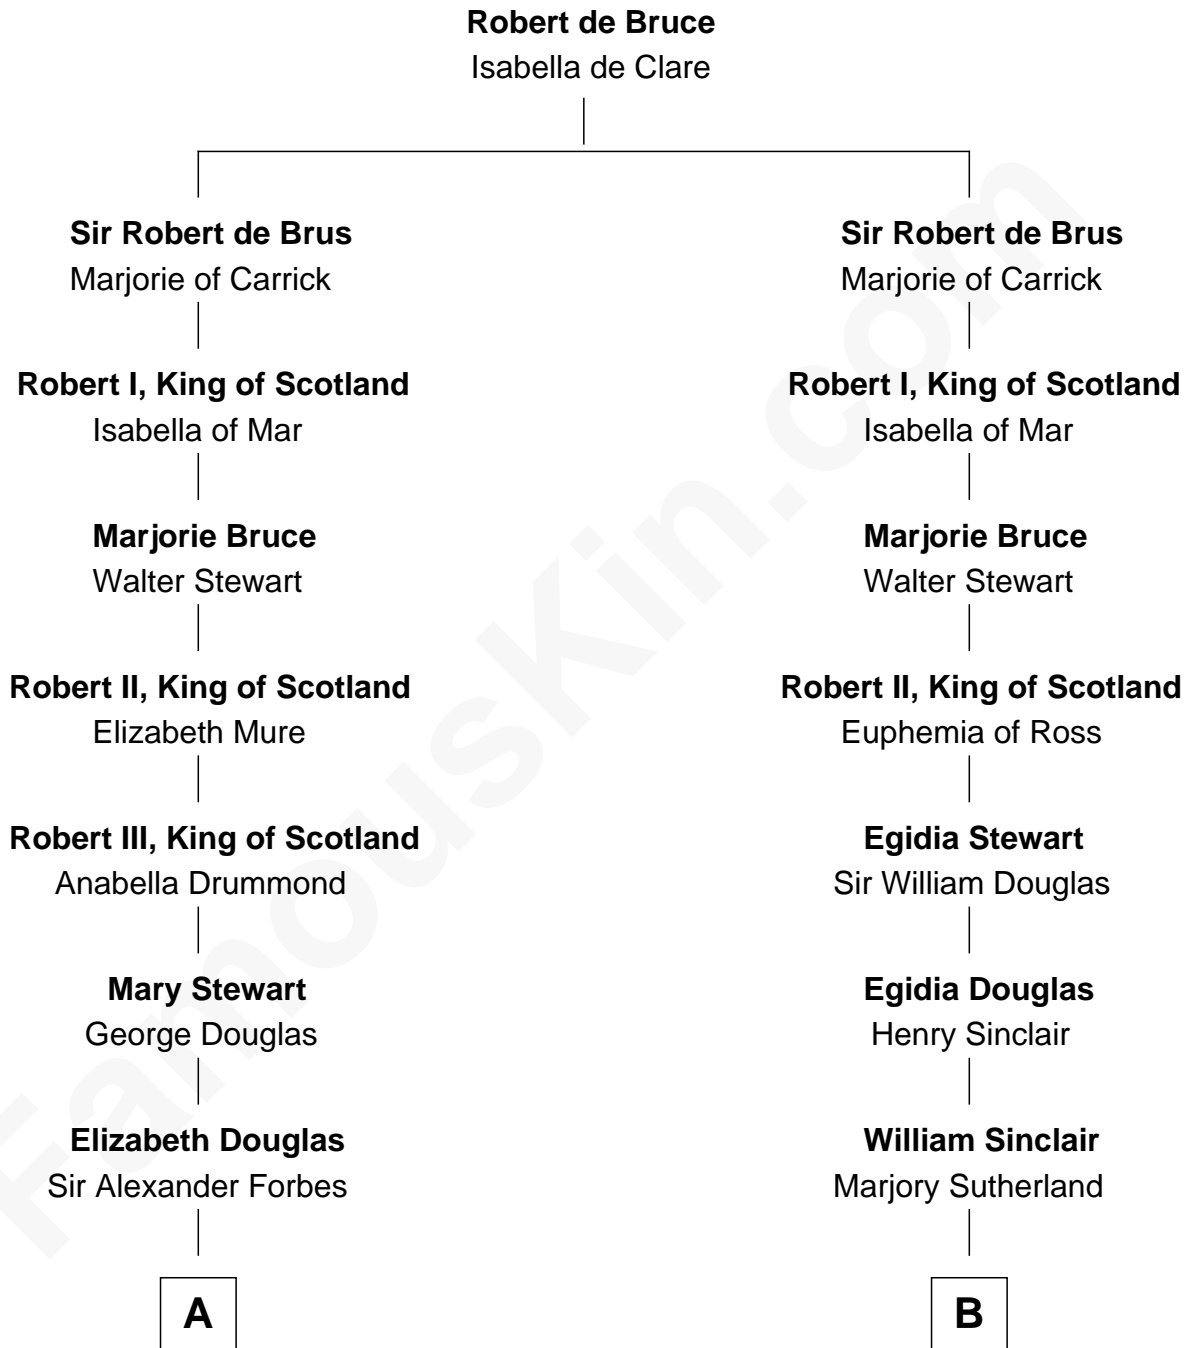 Robert de Bruce
Isabella de Clare
Sir Robert de Brus
Marjorie of Carrick
Robert I, King of Scotland
Isabella of Mar
Marjorie Bruce
Walter Stewart
Robert II, King of Scotland
Elizabeth Mure
Robert III, King of Scotland
Anabella Drummond
Mary Stewart
George Douglas
Elizabeth Douglas
Sir Alexander Forbes
A
Sir Robert de Brus
Marjorie of Carrick
Robert I, King of Scotland
Isabella of Mar
Marjorie Bruce
Walter Stewart
Robert II, King of Scotland
Euphemia of Ross
Egidia Stewart
Sir William Douglas
Egidia Douglas
Henry Sinclair
William Sinclair
Marjory Sutherland
B
FamousKin.com